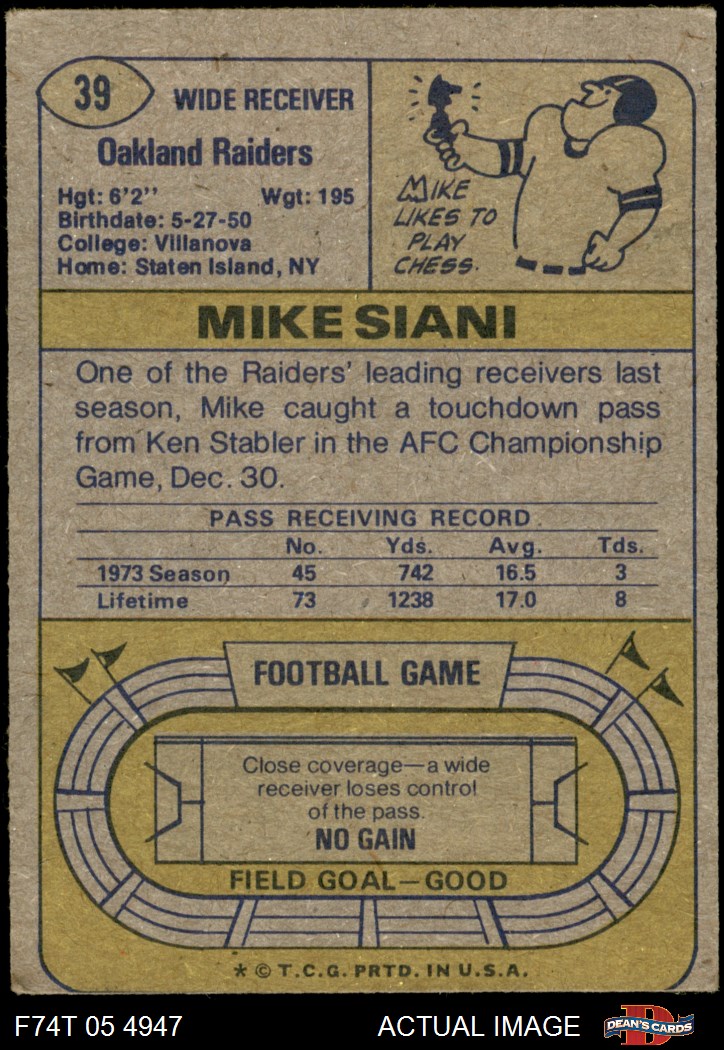 39
WIDE RECEIVER
Oakland Raiders
Hgt: 6'2'' Wgt: 195
Birthdate: 5-27-50
College: Villanova
Home: Staten Island, NY
MIKE
LIKES TO
PLAY
CHESS.
MIKE SIANI
One of the Raiders' leading receivers last
season, Mike caught a touchdown pass
from Ken Stabler in the AFC Championship
Game, Dec. 30.
PASS RECEIVING RECORD
No. Yds. Avg. Tds.
1973 Season 45 742 16.5 3
Lifetime 73 1238 17.0 8
FOOTBALL GAME
Close coverage—a wide
receiver loses control
of the pass.
NO GAIN
FIELD GOAL—GOOD
* © T.C.G. PRTD. IN U.S.A.
F74T 05 4947 ACTUAL IMAGE D DEAN'S CARDS